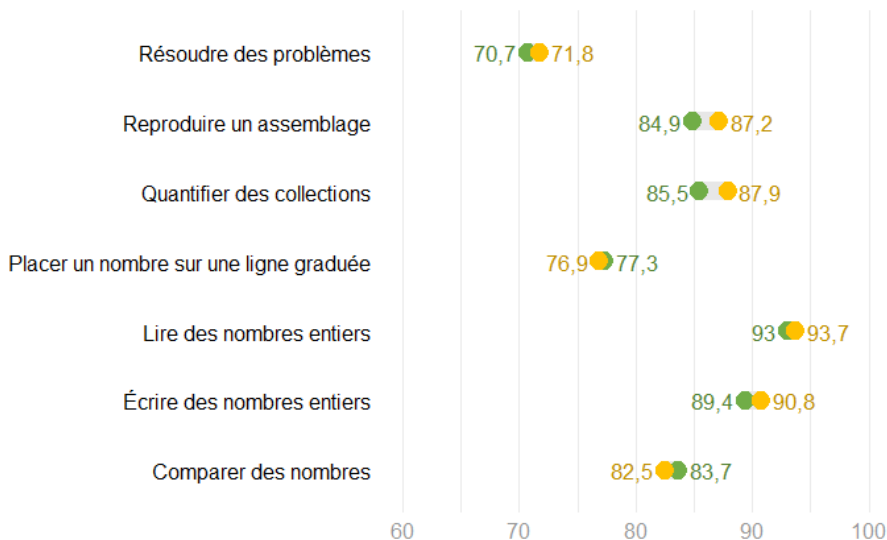 Résoudre des problèmes 70,7 71,8
Reproduire un assemblage 84,9 87,2
Quantifier des collections 85,5 87,9
Placer un nombre sur une ligne graduée 76,9 77,3
Lire des nombres entiers 93 93,7
Écrire des nombres entiers 89,4 90,8
Comparer des nombres 82,5 83,7
60 70 80 90 100